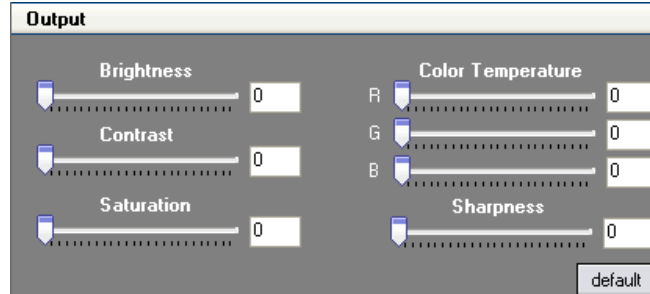 Output
Brightness
0
Contrast
0
Saturation
0
Color Temperature
R 0
G 0
B 0
Sharpness
0
default